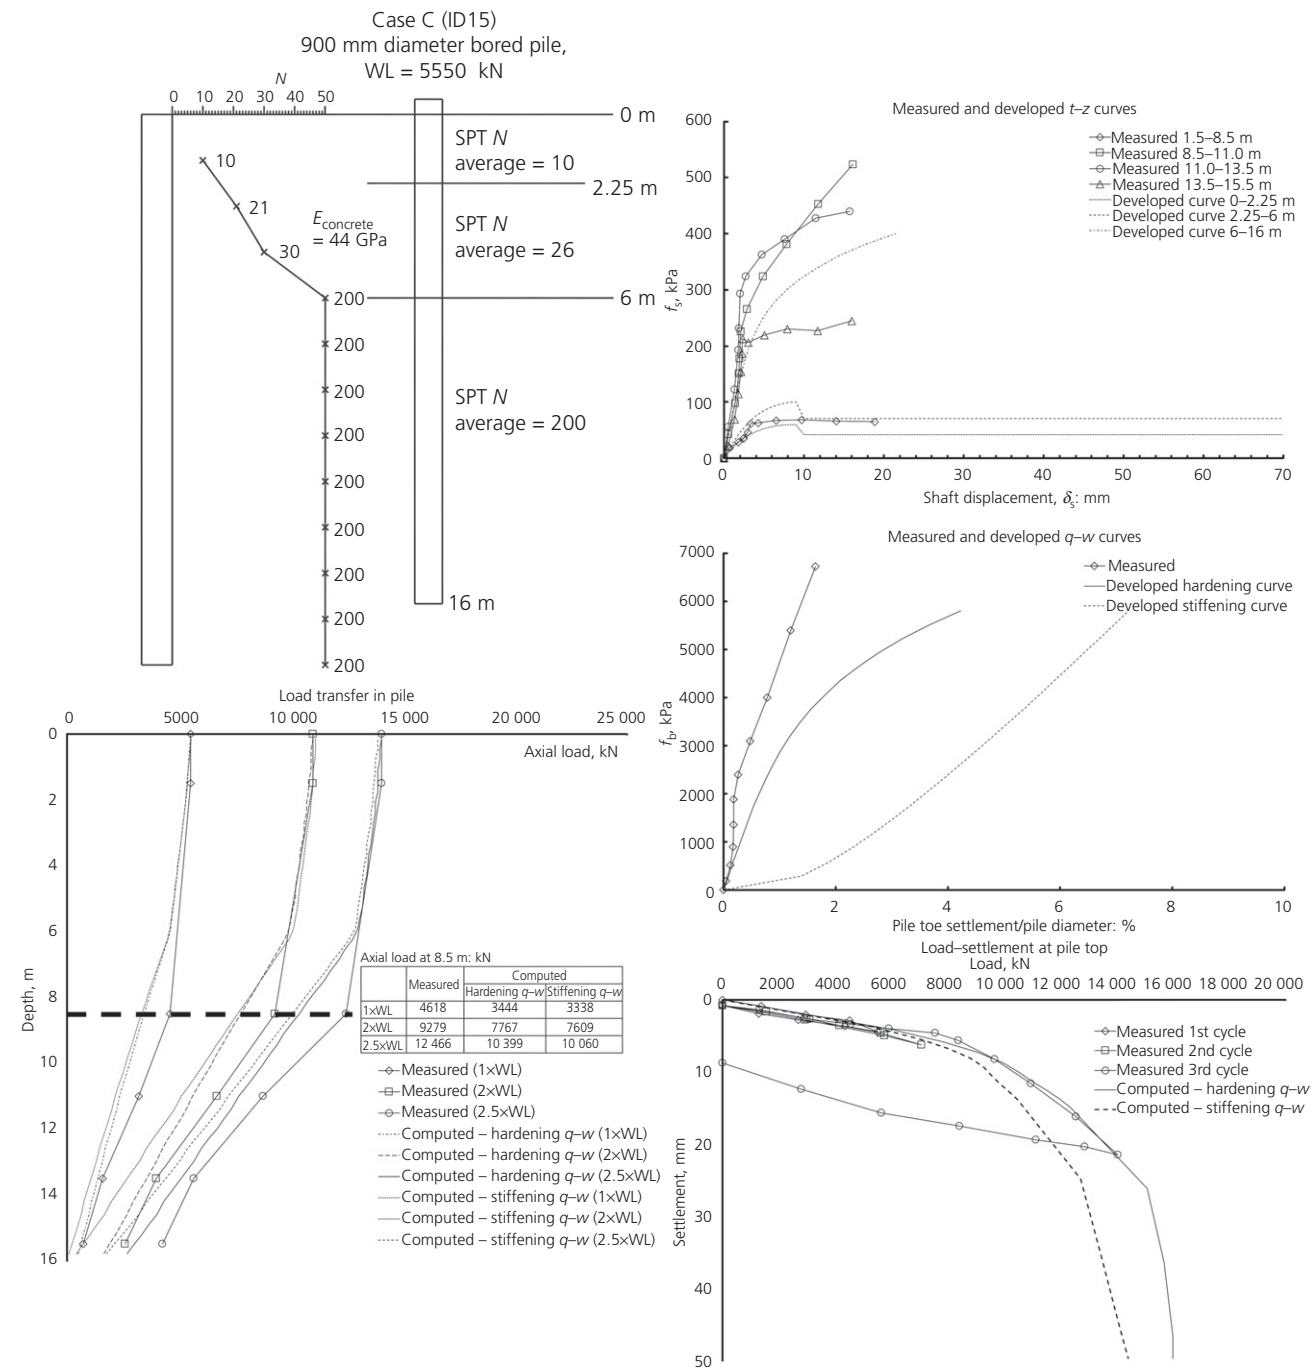 Case C (ID15)
900 mm diameter bored pile,
WL = 5550 kN
N
0 10 20 30 40 50
0 m
SPT N
average = 10
2.25 m
10
21
30
E concrete
= 44 GPa
SPT N
average = 26
200
6 m
200
200
200
SPT N
average = 200
200
200
200
16 m
200
200
Measured and developed t–z curves
600
500
400
300
200
100
0
fs, kPa
Measured 1.5–8.5 m
Measured 8.5–11.0 m
Measured 11.0–13.5 m
Measured 13.5–15.5 m
Developed curve 0–2.25 m
Developed curve 2.25–6 m
Developed curve 6–16 m
0 10 20 30 40 50 60 70
Shaft displacement, δs: mm
Measured and developed q–w curves
7000
6000
5000
4000
3000
2000
1000
0
fb, kPa
Measured
Developed hardening curve
Developed stiffening curve
0 2 4 6 8 10
Pile toe settlement/pile diameter: %
Load transfer in pile
0 5000 10 000 15 000 20 000 25 000
Axial load, kN
0
2
4
6
8
10
12
14
16
Depth, m
Axial load at 8.5 m: kN
Measured Computed
Hardening q–w Stiffening q–w
1×WL 4618 3444 3338
2×WL 9279 7767 7609
2.5×WL 12 466 10 399 10 060
Measured (1×WL)
Measured (2×WL)
Measured (2.5×WL)
Computed – hardening q–w (1×WL)
Computed – hardening q–w (2×WL)
Computed – hardening q–w (2.5×WL)
Computed – stiffening q–w (1×WL)
Computed – stiffening q–w (2×WL)
Computed – stiffening q–w (2.5×WL)
Load–settlement at pile top
Load, kN
0 2000 4000 6000 8000 10 000 12 000 14 000 16 000 18 000 20 000
0
10
20
30
40
50
Settlement, mm
Measured 1st cycle
Measured 2nd cycle
Measured 3rd cycle
Computed – hardening q–w
Computed – stiffening q–w